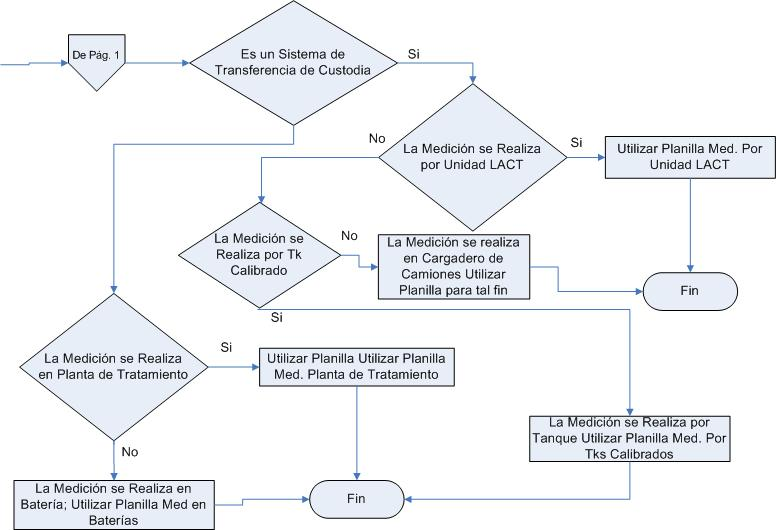 De Pág. 1
Es un Sistema de
Transferencia de Custodia
Si
No
La Medición se Realiza
por Unidad LACT
Si
Utilizar Planilla Med. Por
Unidad LACT
La Medición se
Realiza por Tk
Calibrado
No
La Medición se realiza
en Cargadero de
Camiones Utilizar
Planilla para tal fin
Fin
Si
La Medición se Realiza
en Planta de Tratamiento
Si
Utilizar Planilla Utilizar Planilla
Med. Planta de Tratamiento
La Medición se Realiza por
Tanque Utilizar Planilla Med. Por
Tks Calibrados
No
La Medición se Realiza en
Batería; Utilizar Planilla Med en
Baterías
Fin